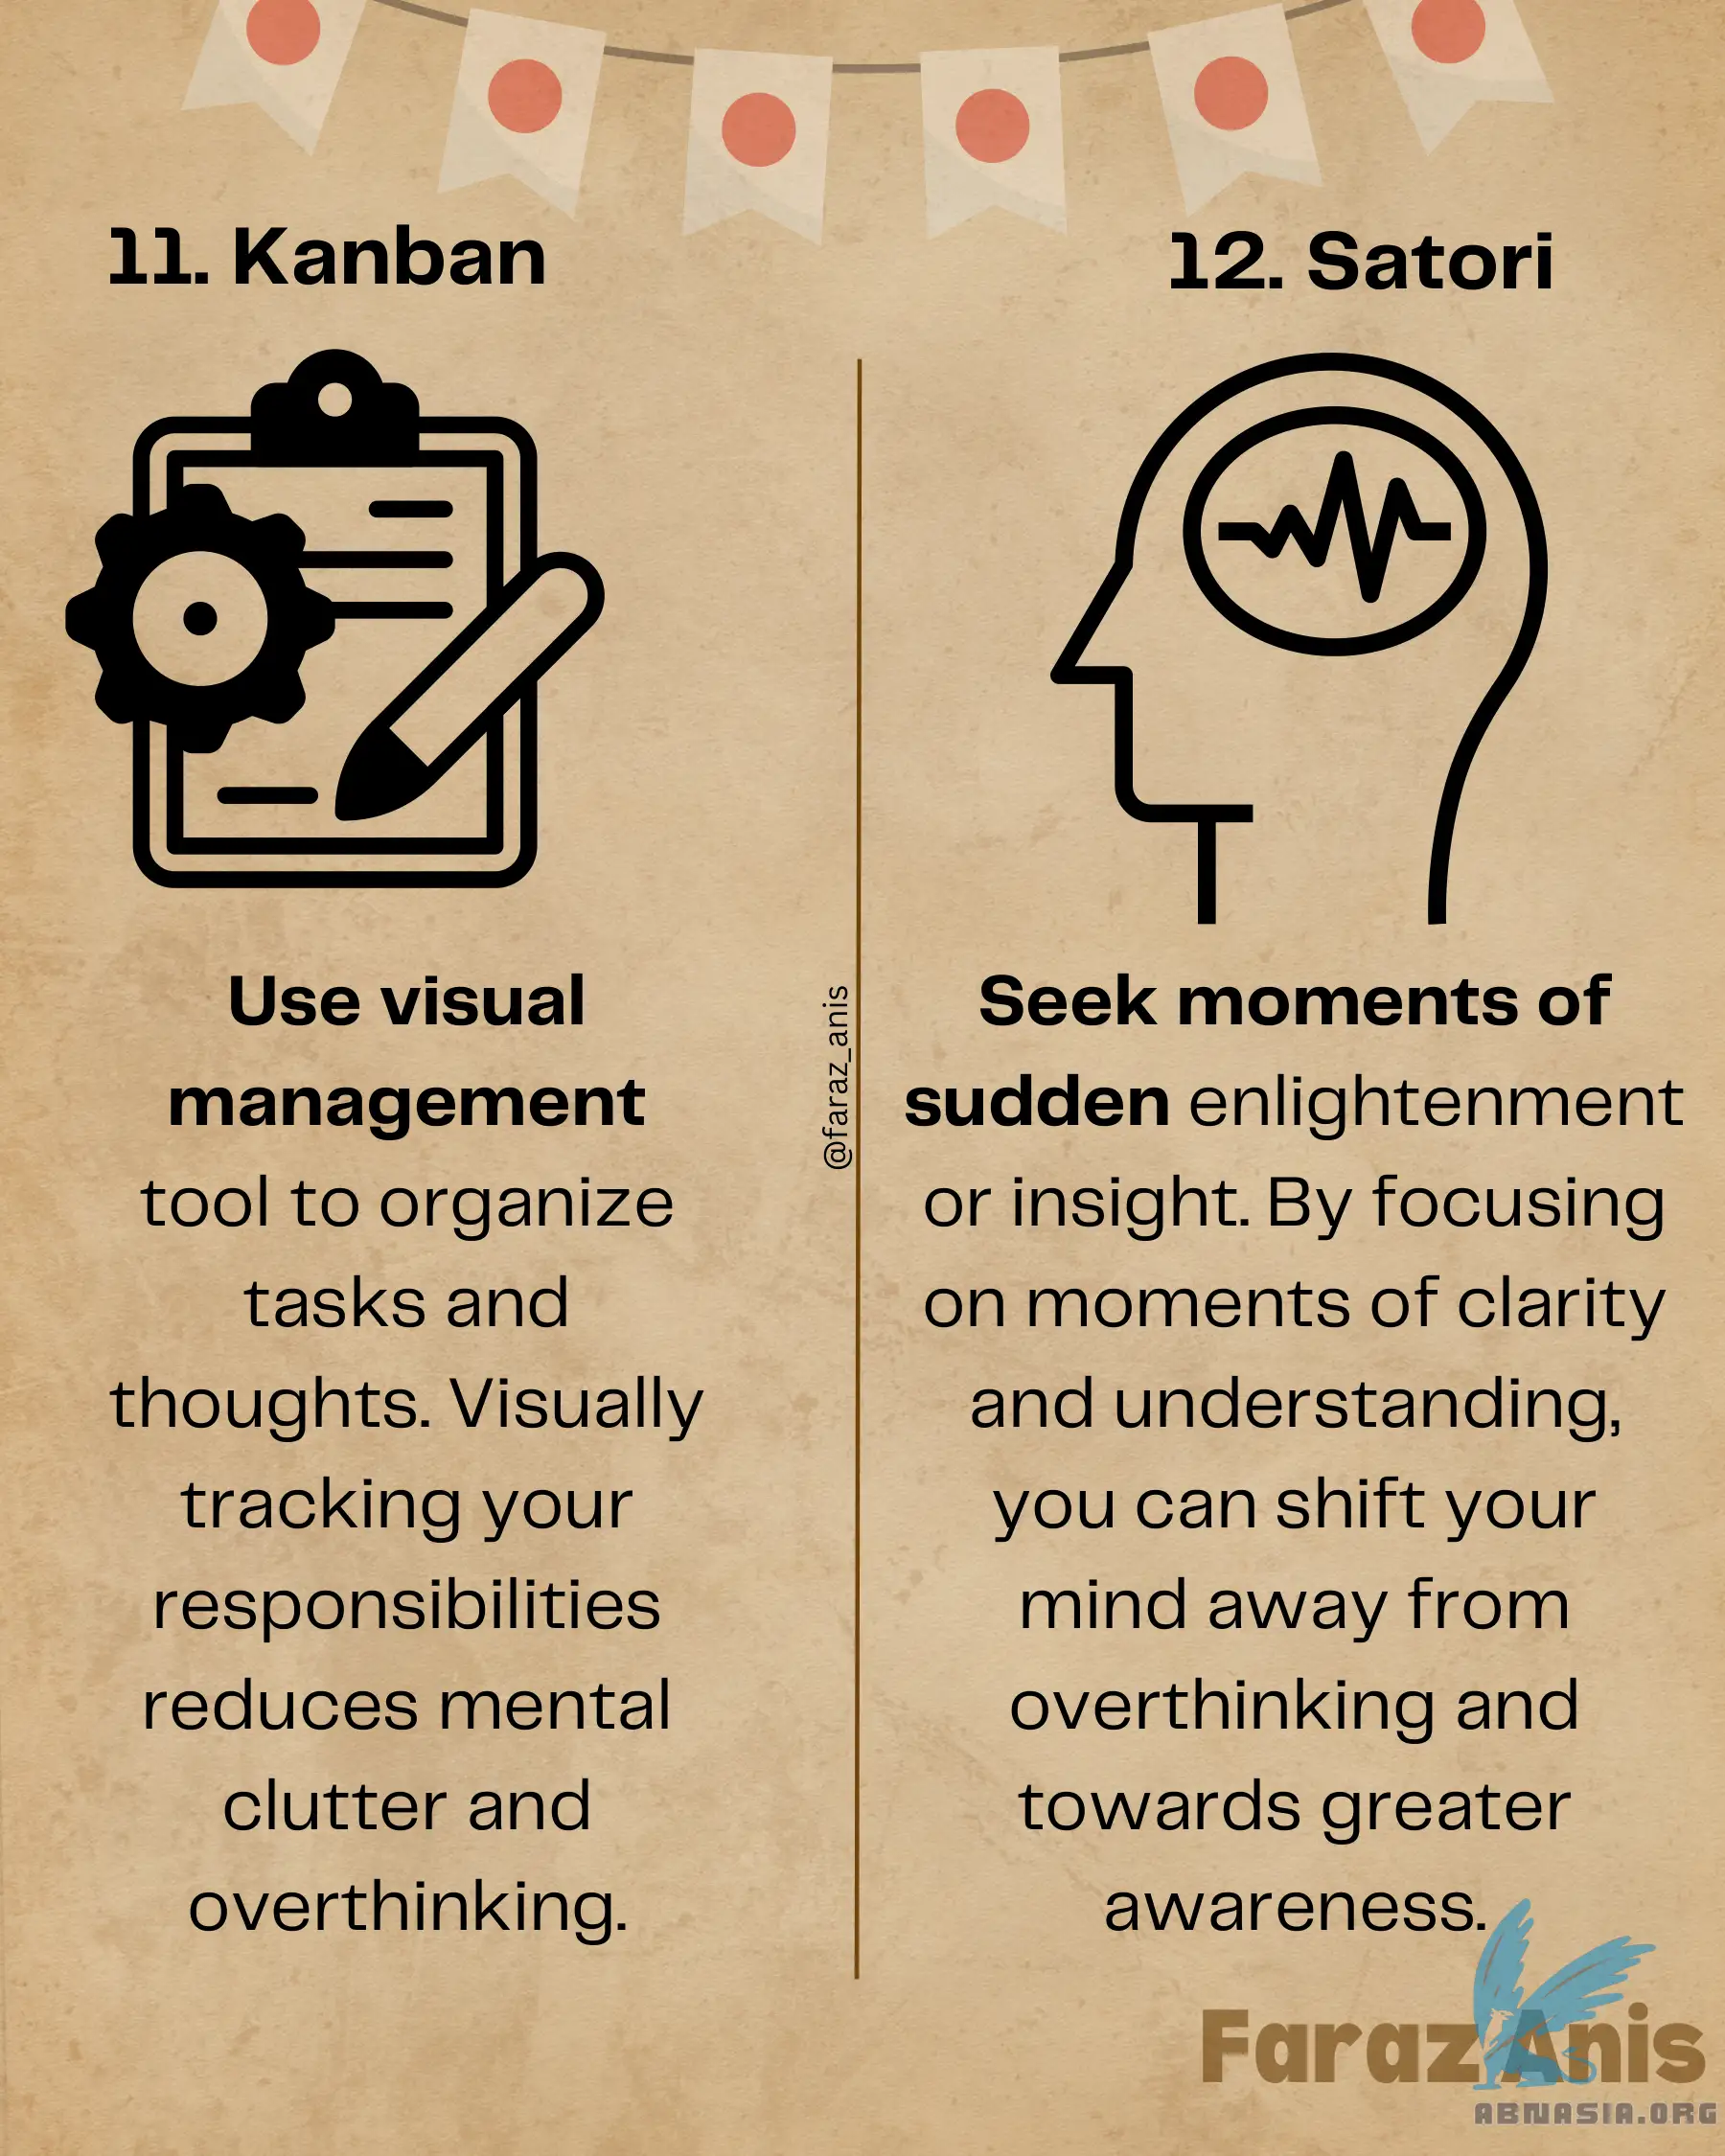 11. Kanban
Use visual
management
tool to organize
tasks and
thoughts. Visually
tracking your
responsibilities
reduces mental
clutter and
overthinking.
@faraz_anis
12. Satori
Seek moments of
sudden enlightenment
or insight. By focusing
on moments of clarity
and understanding,
you can shift your
mind away from
overthinking and
towards greater
awareness.
Faraz Anis
ABNASIA.ORG